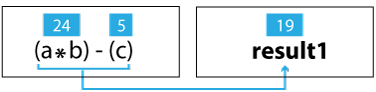 24 5
(a*b) - (c)
19
result1